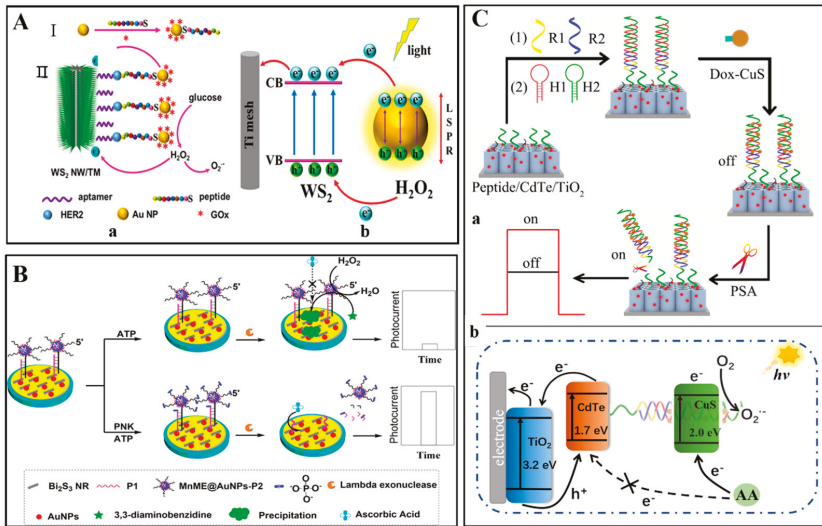 A
I
S
S
II
S
S
S
glucose
H₂O₂
O₂·⁻
WS₂ NW/TM
aptamer
peptide
S
HER2
Au NP
GOx
a
Ti mesh
e⁻
e⁻
light
CB
e⁻ e⁻ e⁻
e⁻ e⁻ e⁻
LSPR
VB
h⁺ h⁺ h⁺
h⁺ h⁺ h⁺
WS₂
H₂O₂
e⁻
b
B
5'
ATP
5'
H₂O₂
H₂O
Photocurrent
Time
PNK
ATP
5'
Photocurrent
Time
Bi₂S₃ NR
P1
MnME@AuNPs-P2
O⁻
O-P-O⁻
O⁻
Lambda exonuclease
AuNPs
3,3-diaminobenzidine
Precipitation
Ascorbic Acid
C
(1)
R1
R2
(2)
H1
H2
Dox-CuS
Peptide/CdTe/TiO₂
off
a
on
off
on
PSA
b
hν
electrode
e⁻
e⁻
TiO₂
3.2 eV
CdTe
1.7 eV
e⁻
CuS
2.0 eV
O₂
O₂·⁻
h⁺
e⁻
e⁻
AA